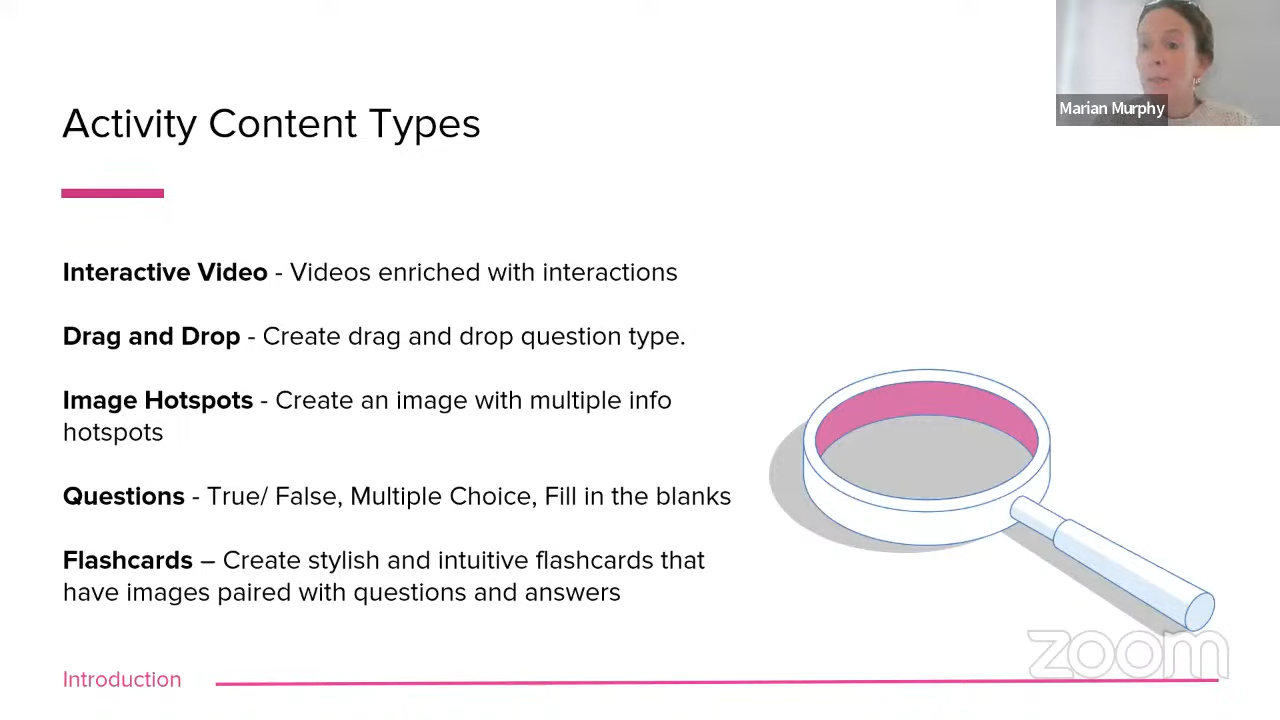 Marian Murphy
Activity Content Types
Interactive Video - Videos enriched with interactions
Drag and Drop - Create drag and drop question type.
Image Hotspots - Create an image with multiple info
hotspots
Questions - True/ False, Multiple Choice, Fill in the blanks
Flashcards – Create stylish and intuitive flashcards that
have images paired with questions and answers
zoom
Introduction